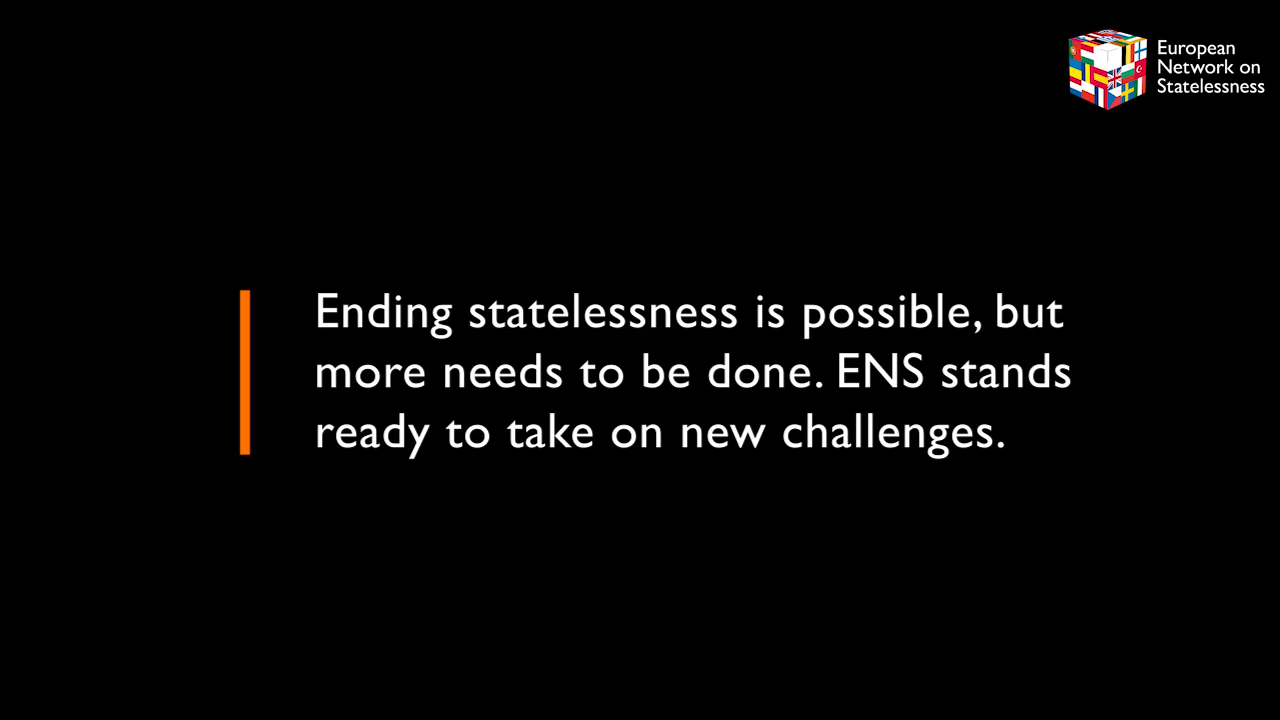 European
Network on
Statelessness
Ending statelessness is possible, but
more needs to be done. ENS stands
ready to take on new challenges.